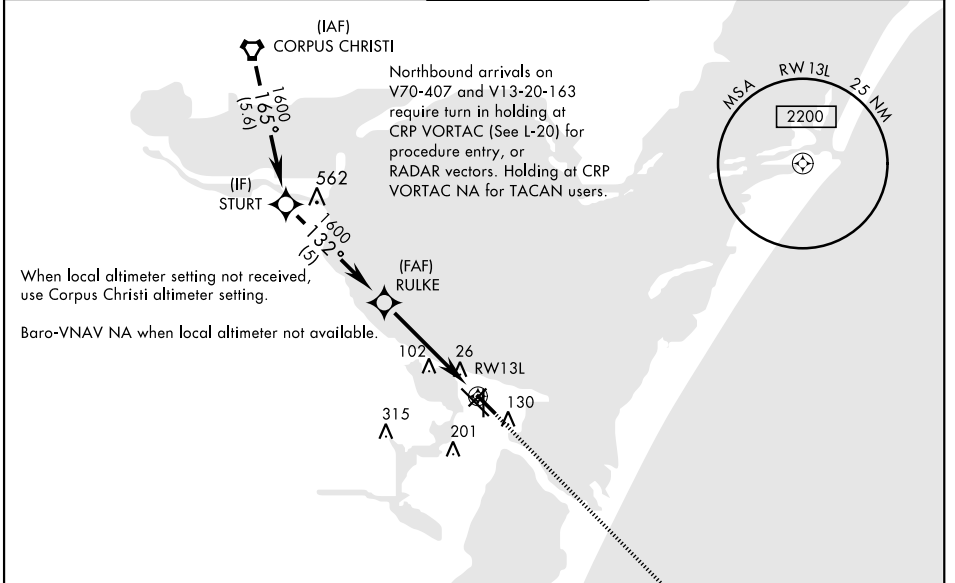 (IAF)
CORPUS CHRISTI
1600
165°
(5.6)
Northbound arrivals on
V70-407 and V13-20-163
require turn in holding at
CRP VORTAC (See L-20) for
procedure entry, or
RADAR vectors. Holding at CRP
VORTAC NA for TACAN users.
MSA RW 13L 25 NM
2200
(IF)
STURT
562
1600
132°
(5)
(FAF)
RULKE
When local altimeter setting not received,
use Corpus Christi altimeter setting.
Baro-VNAV NA when local altimeter not available.
102
26
RW13L
130
315
201